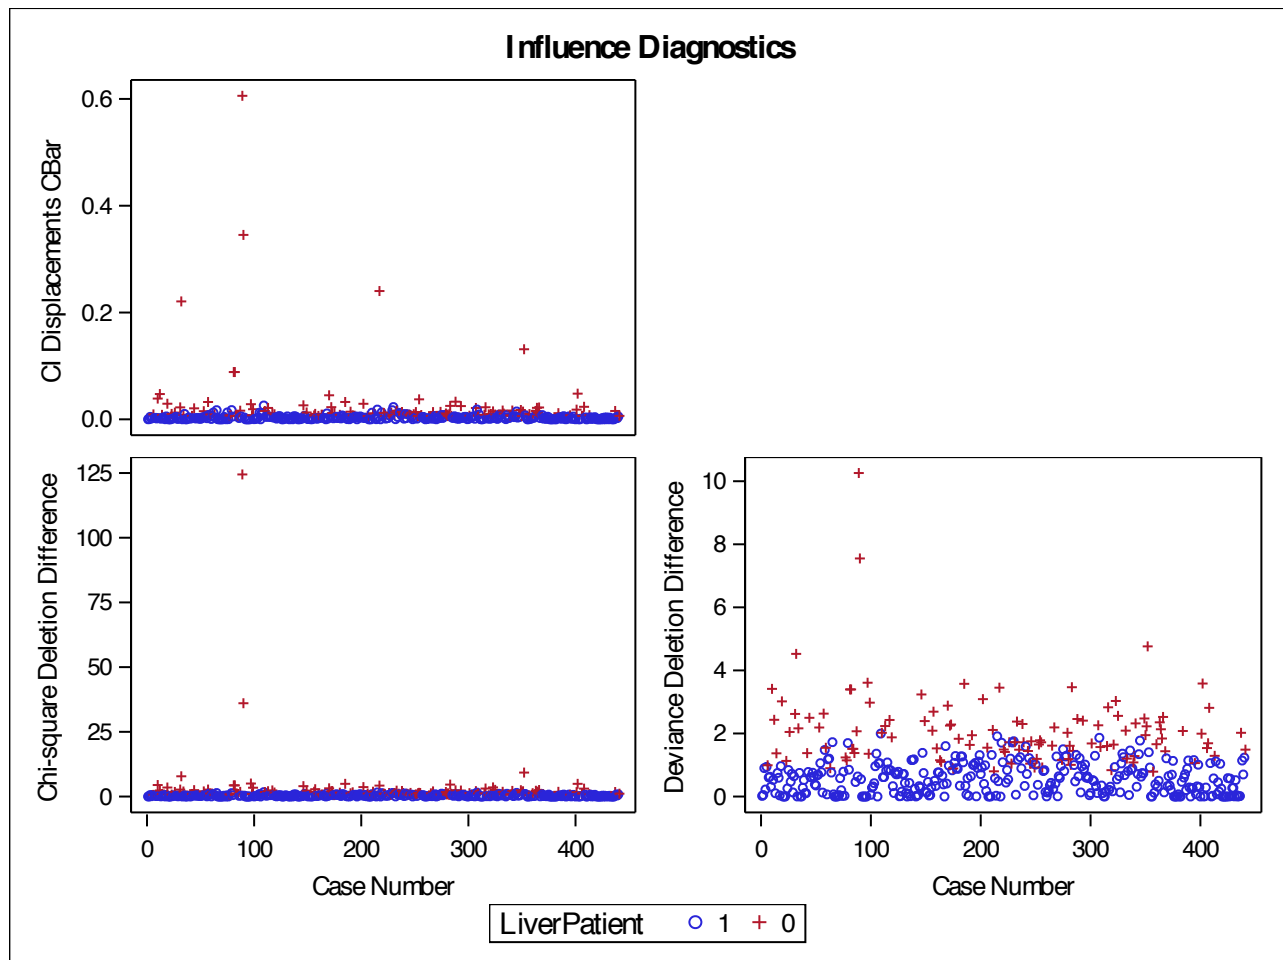 Influence Diagnostics
CI Displacements CBar
0.6
0.4
0.2
0.0
Chi-square Deletion Difference
125
100
75
50
25
0
0 100 200 300 400
Case Number
Deviance Deletion Difference
10
8
6
4
2
0
0 100 200 300 400
Case Number
LiverPatient 1 0